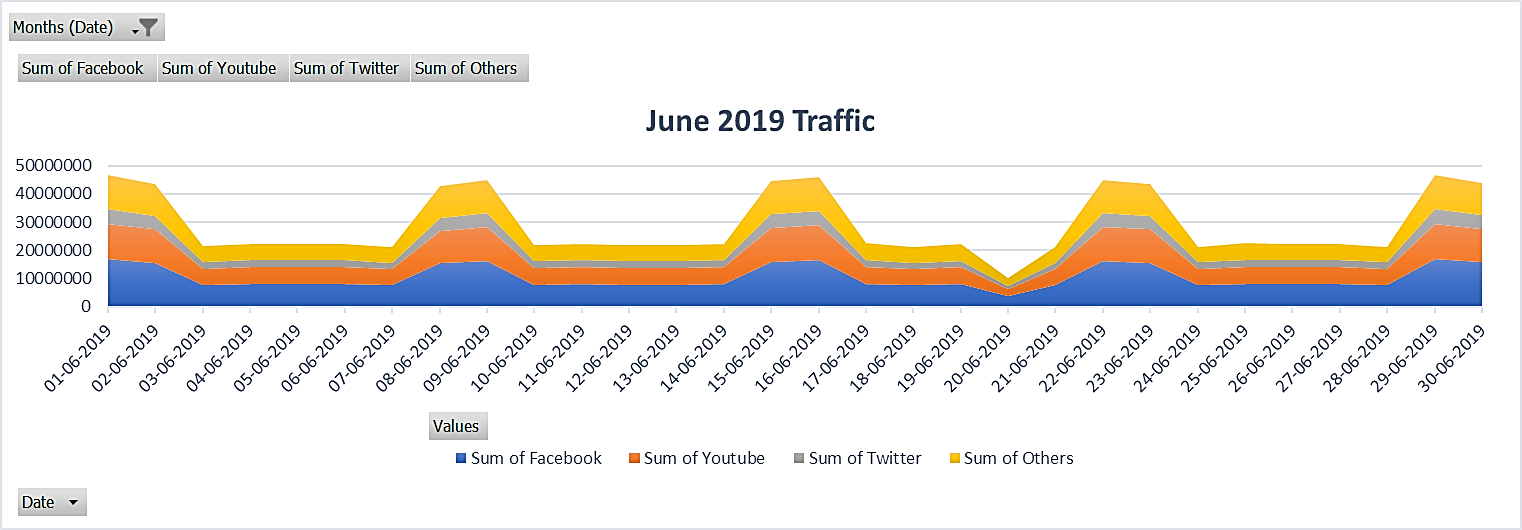 Months (Date)
Sum of Facebook Sum of Youtube Sum of Twitter Sum of Others
June 2019 Traffic
50000000
40000000
30000000
20000000
10000000
0
01-06-2019 02-06-2019 03-06-2019 04-06-2019 05-06-2019 06-06-2019 07-06-2019 08-06-2019 09-06-2019 10-06-2019 11-06-2019 12-06-2019 13-06-2019 14-06-2019 15-06-2019 16-06-2019 17-06-2019 18-06-2019 19-06-2019 20-06-2019 21-06-2019 22-06-2019 23-06-2019 24-06-2019 25-06-2019 26-06-2019 27-06-2019 28-06-2019 29-06-2019 30-06-2019
Values
Sum of Facebook Sum of Youtube Sum of Twitter Sum of Others
Date